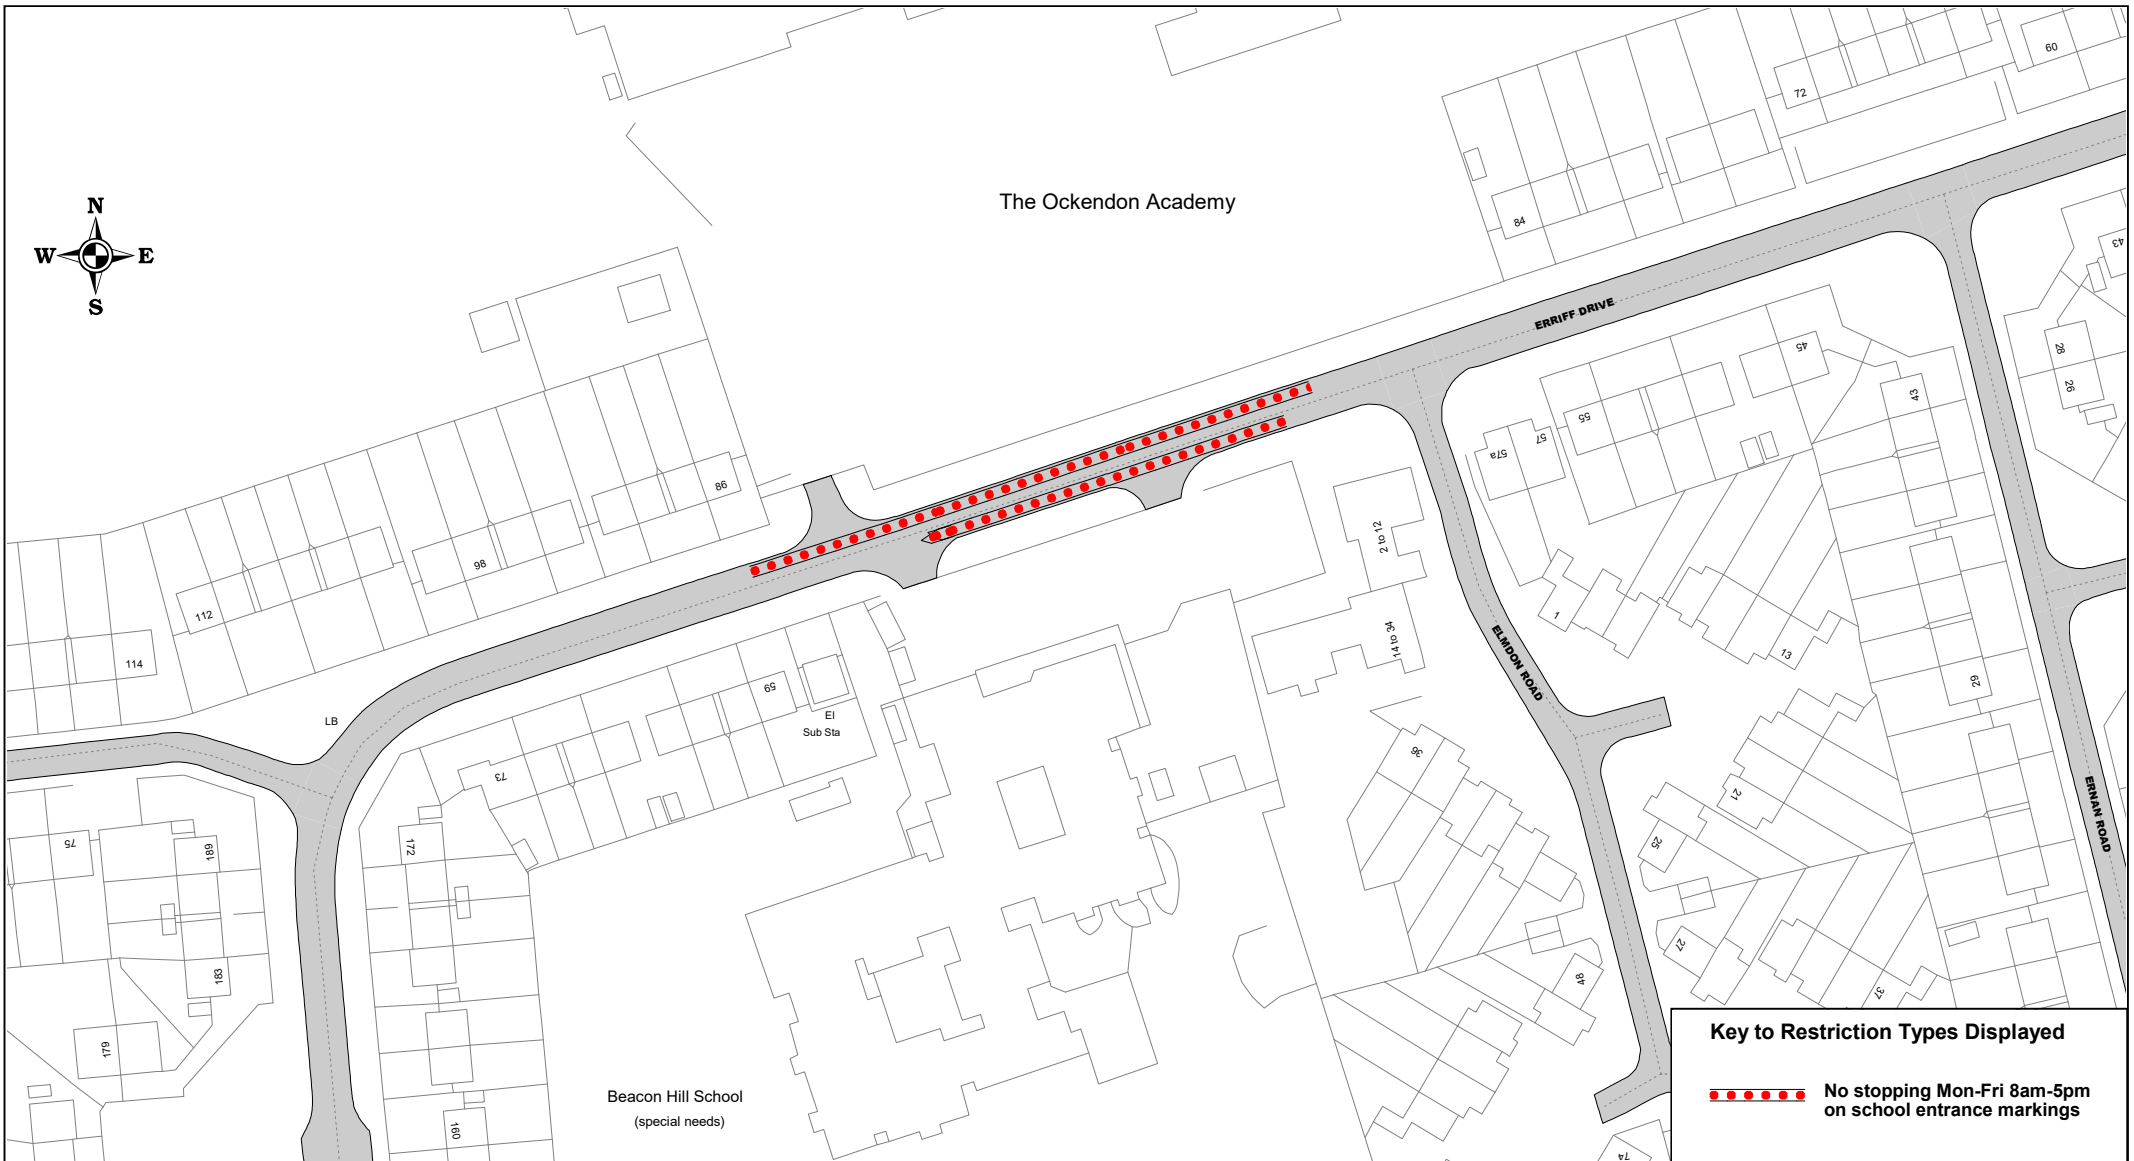 60
72
The Ockendon Academy
84
N
W E
S
43
ERRIFF DRIVE
45
28
26
43
55
57
57a
86
98
2 to 12
112
1
14 to 34
ELMDON ROAD
13
114
59
29
LB
El
Sub Sta
36
73
21
ERNAN ROAD
75
189
172
25
27
48
183
37
179
Beacon Hill School
(special needs)
160
74
Key to Restriction Types Displayed
No stopping Mon-Fri 8am-5pm
on school entrance markings